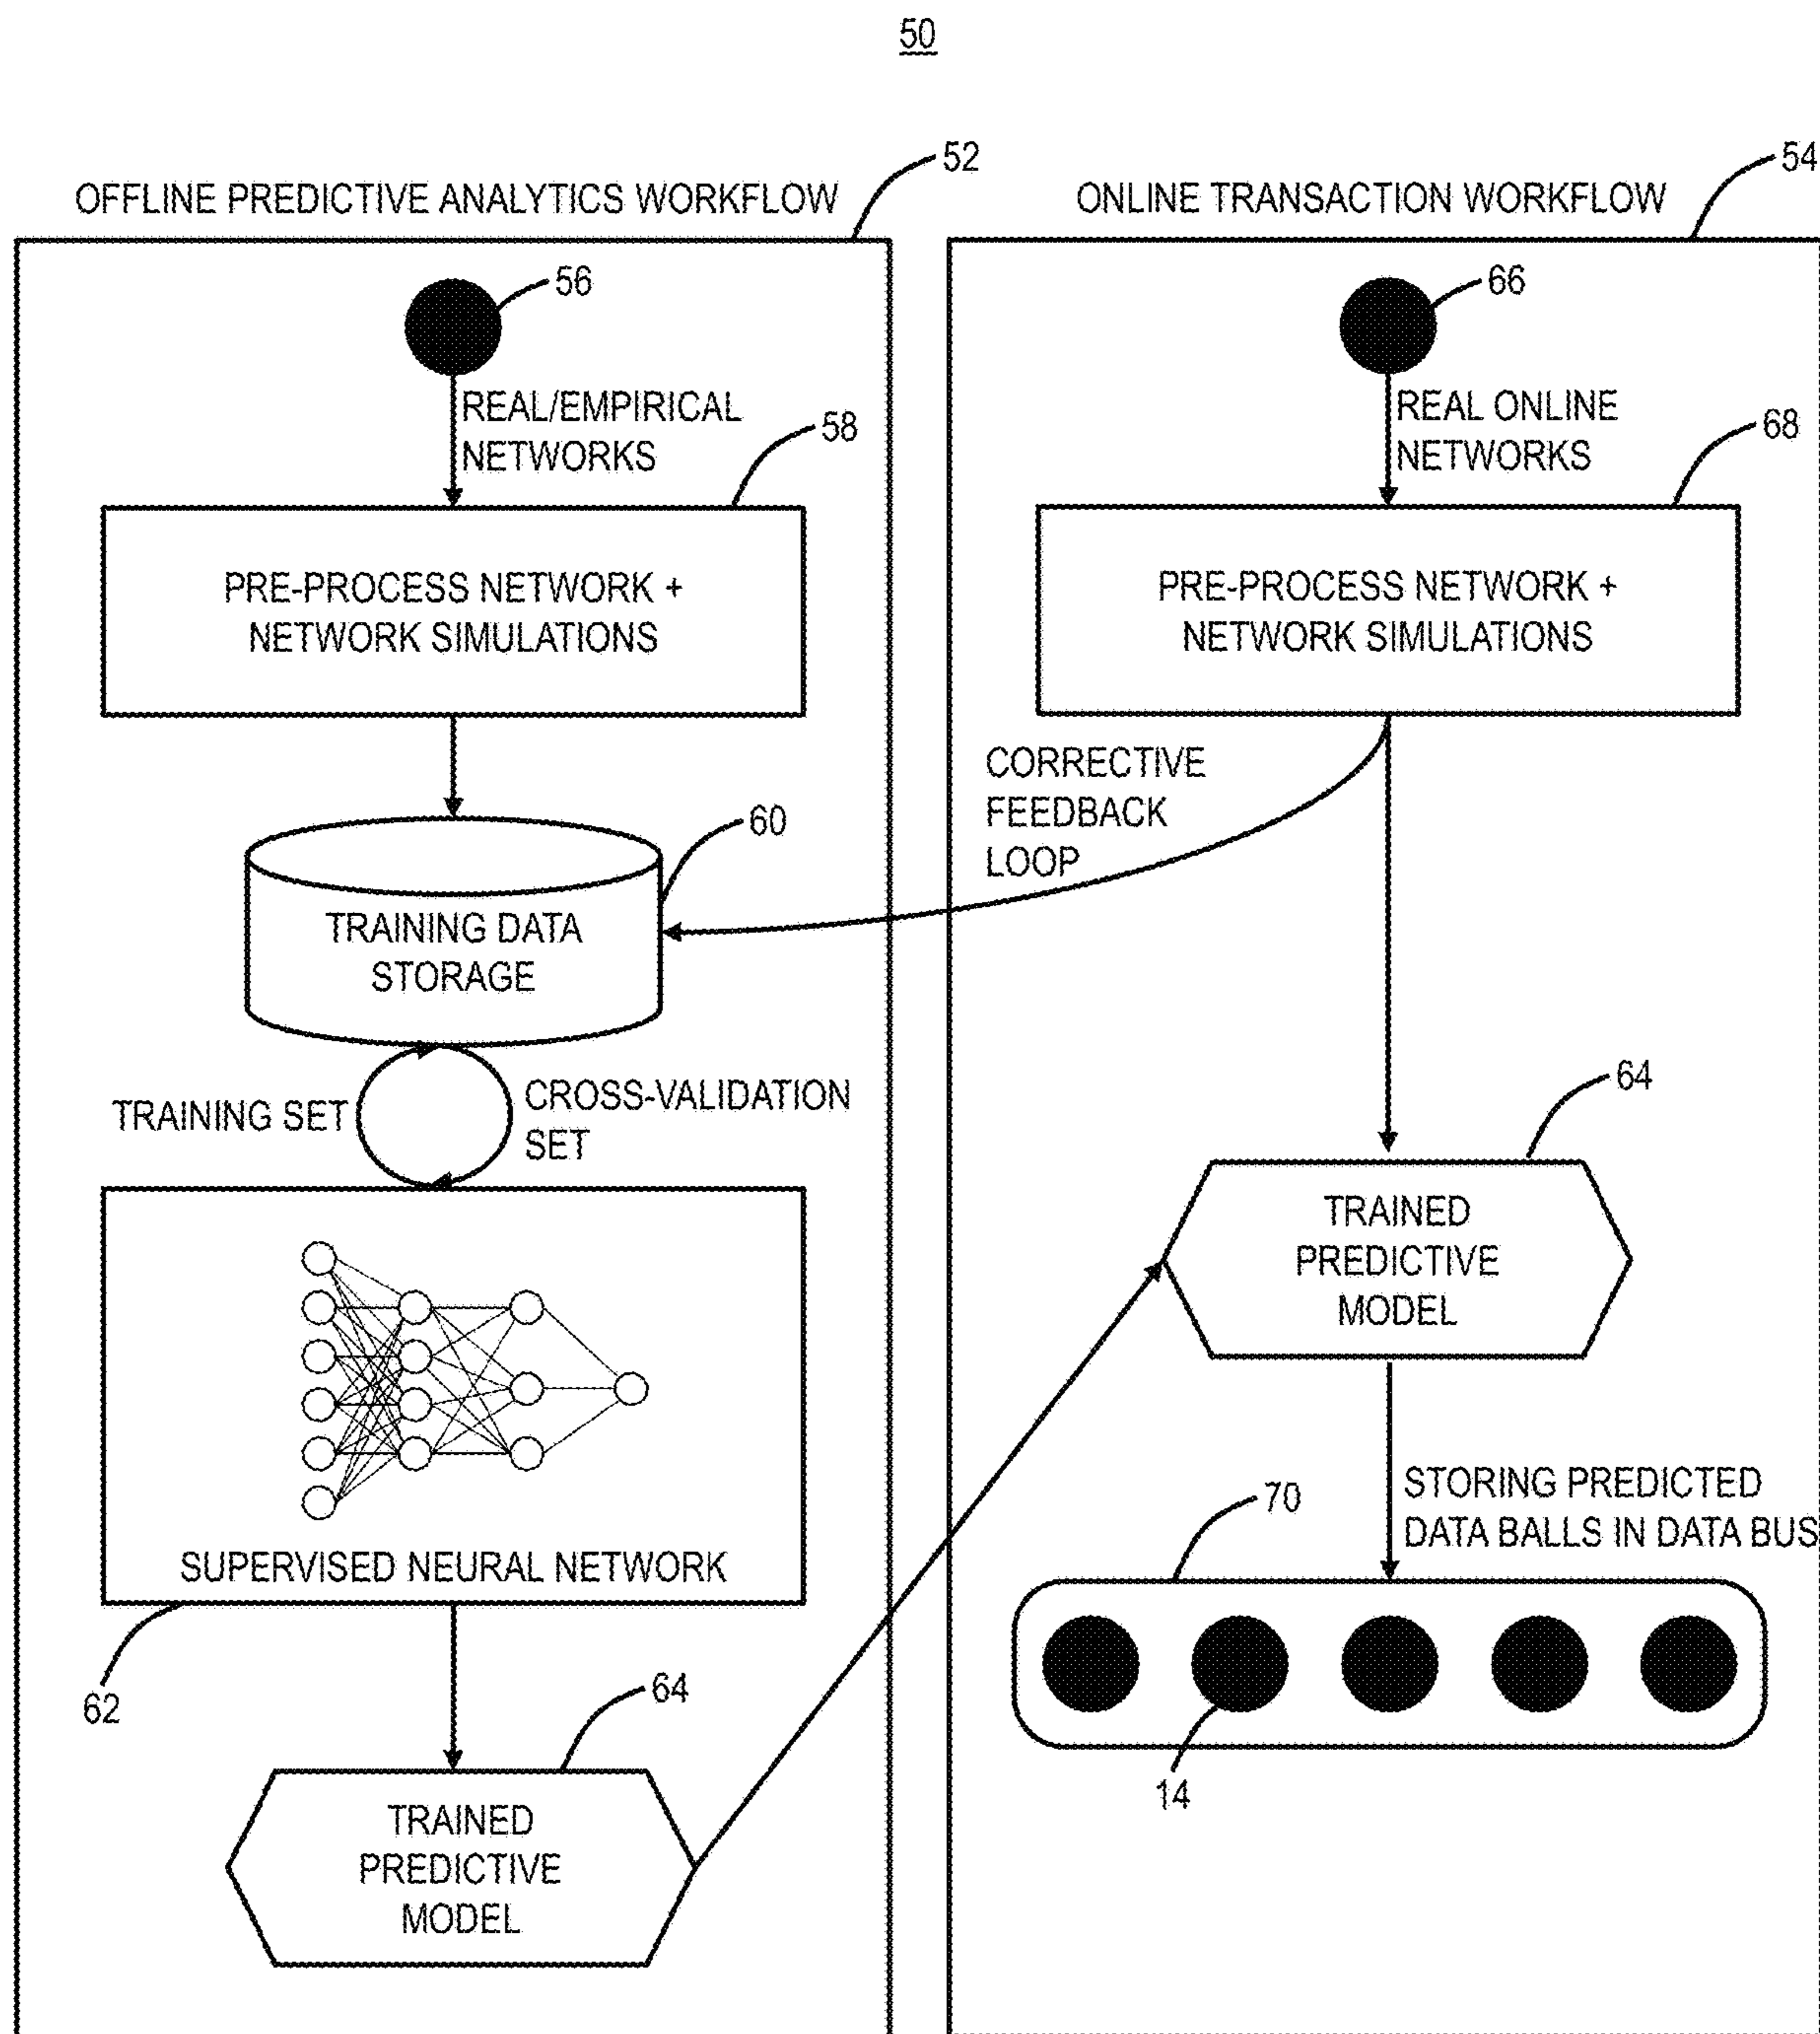 50
52
OFFLINE PREDICTIVE ANALYTICS WORKFLOW
56
REAL/EMPIRICAL
NETWORKS
58
PRE-PROCESS NETWORK +
NETWORK SIMULATIONS
60
TRAINING DATA
STORAGE
TRAINING SET
CROSS-VALIDATION
SET
SUPERVISED NEURAL NETWORK
62
64
TRAINED
PREDICTIVE
MODEL
54
ONLINE TRANSACTION WORKFLOW
66
REAL ONLINE
NETWORKS
68
PRE-PROCESS NETWORK +
NETWORK SIMULATIONS
CORRECTIVE
FEEDBACK
LOOP
64
TRAINED
PREDICTIVE
MODEL
STORING PREDICTED
DATA BALLS IN DATA BUS
70
14